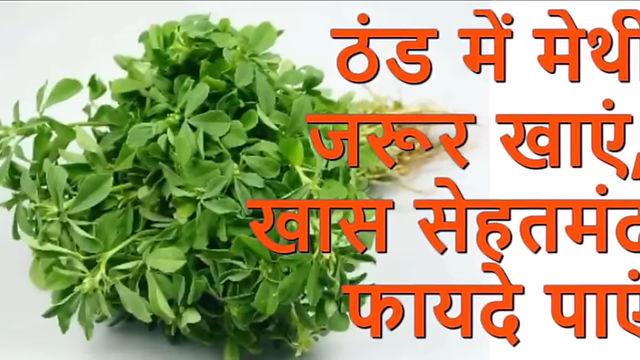 ठंड में मेथी
जरूर खाएं,
खास सेहतमंद
फायदे पाएं